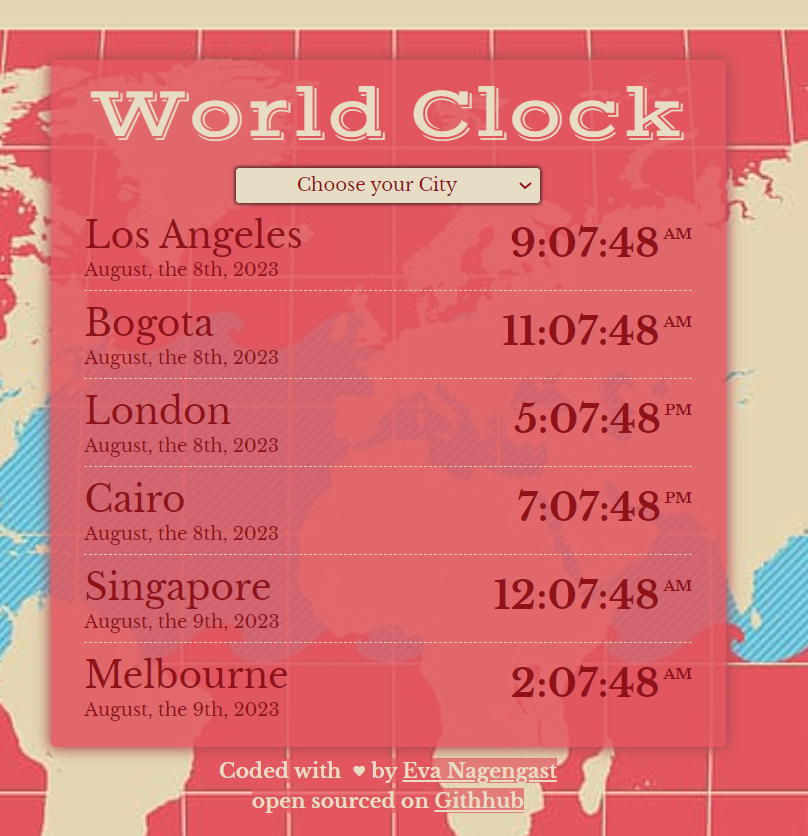 World Clock
Choose your City
Los Angeles
9:07:48 AM
August, the 8th, 2023
Bogota
11:07:48 AM
August, the 8th, 2023
London
5:07:48 PM
August, the 8th, 2023
Cairo
7:07:48 PM
August, the 8th, 2023
Singapore
12:07:48 AM
August, the 9th, 2023
Melbourne
2:07:48 AM
August, the 9th, 2023
Coded with ♥ by Eva Nagengast
open sourced on Githhub